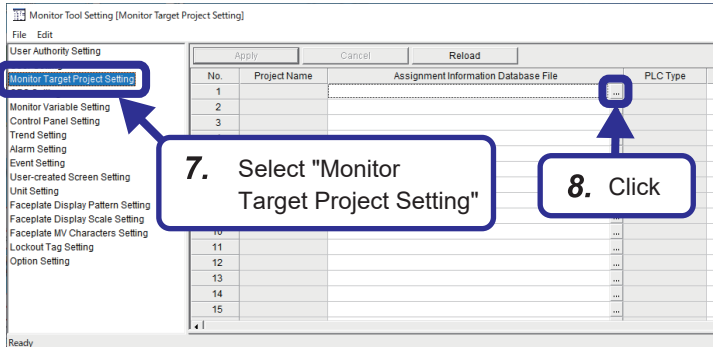 Monitor Tool Setting [Monitor Target Project Setting]
File Edit
User Authority Setting
Monitor Target Project Setting
Monitor Variable Setting
Control Panel Setting
Trend Setting
Alarm Setting
Event Setting
User-created Screen Setting
Unit Setting
Faceplate Display Pattern Setting
Faceplate Display Scale Setting
Faceplate MV Characters Setting
Lockout Tag Setting
Option Setting
Apply Cancel Reload
No. Project Name Assignment Information Database File PLC Type
1 ...
2
3
7. Select "Monitor
Target Project Setting"
8. Click
10 ...
11 ...
12 ...
13 ...
14 ...
15 ...
Ready